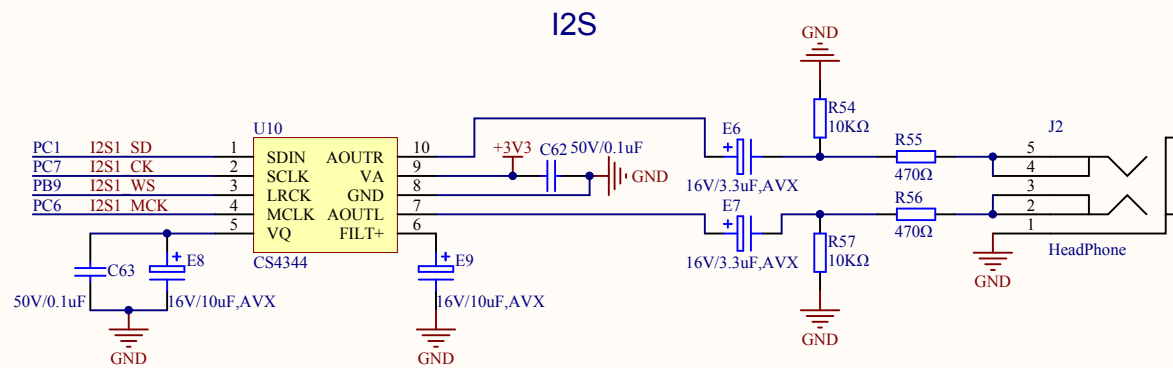 I2S
GND
R54
10KΩ
U10
E6
50V/0.1uF
R55
J2
PC1 I2S1_SD 1 SDIN AOUTR 10
+3V3 C62
5
PC7 I2S1_CK 2 SCLK VA 9
470Ω
4
PB9 I2S1_WS 3 LRCK GND 8
GND
16V/3.3uF,AVX
R56
3
PC6 I2S1_MCK 4 MCLK AOUTL 7
E7
2
5 VQ FILT+ 6
R57
470Ω
1
C63
E8
CS4344
E9
16V/3.3uF,AVX
10KΩ
HeadPhone
50V/0.1uF
16V/10uF,AVX
16V/10uF,AVX
GND
GND
GND
GND